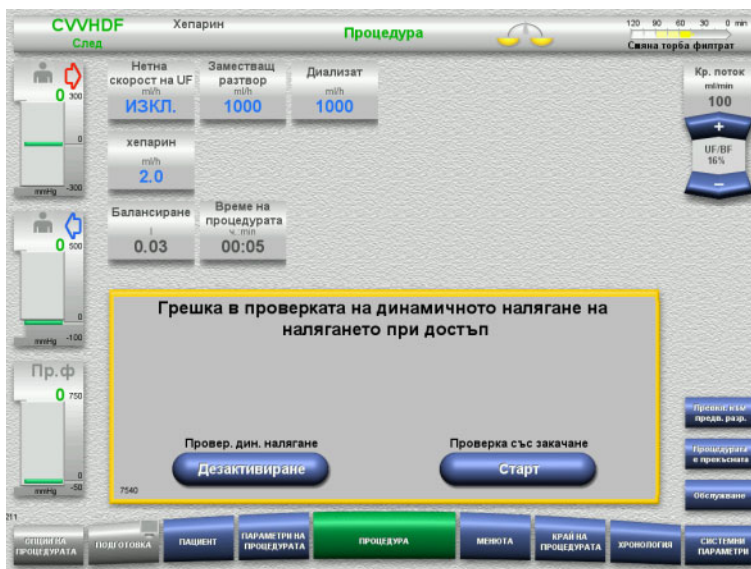 CVVHDF
След
Хепарин
Процедура
120 90 60 30 0 min
Смяна торба филтрат
0 300
0
mmHg -300
Нетна
скорост на UF
ml/h
ИЗКЛ.
Заместващ
разтвор
ml/h
1000
Диализат
ml/h
1000
Кр. поток
ml/min
100
+
UF/BF
16%
–
хепарин
ml/h
2.0
0 500
0
mmHg -100
Балансиране
l
0.03
Време на
процедурата
ч. min
00:05
Грешка в проверката на динамичното налягане на
налягането при достъп
Провер. дин. налягане
Дезактивиране
Проверка със закачане
Старт
7540
Пр.ф
0 750
0
mmHg -50
Превкл. към
предв. разр.
Процедурата
е прекъсната
Обслужване
211
ОПЦИИ НА
ПРОЦЕДУРАТА
ПОДГОТОВКА
ПАЦИЕНТ
ПАРАМЕТРИ НА
ПРОЦЕДУРАТА
ПРОЦЕДУРА
МЕНЮТА
КРАЙ НА
ПРОЦЕДУРАТА
ХРОНОЛОГИЯ
СИСТЕМНИ
ПАРАМЕТРИ